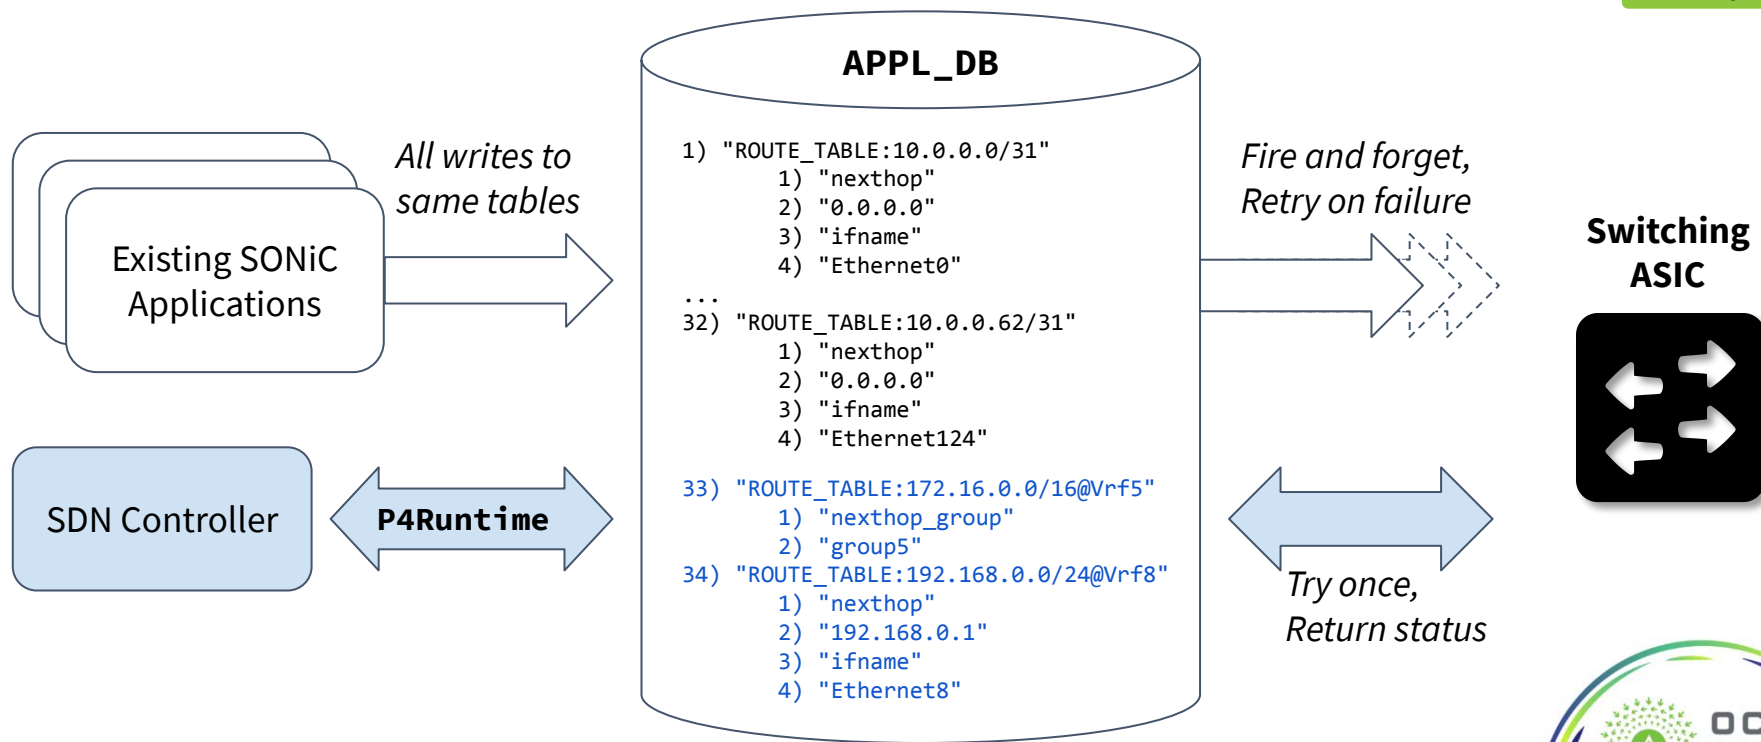 APPL_DB
All writes to
same tables
Existing SONiC
Applications
1) "ROUTE_TABLE:10.0.0.0/31"
1) "nexthop"
2) "0.0.0.0"
3) "ifname"
4) "Ethernet0"
...
32) "ROUTE_TABLE:10.0.0.62/31"
1) "nexthop"
2) "0.0.0.0"
3) "ifname"
4) "Ethernet124"
33) "ROUTE_TABLE:172.16.0.0/16@Vrf5"
1) "nexthop_group"
2) "group5"
34) "ROUTE_TABLE:192.168.0.0/24@Vrf8"
1) "nexthop"
2) "192.168.0.1"
3) "ifname"
4) "Ethernet8"
Fire and forget,
Retry on failure
Switching
ASIC
SDN Controller
P4Runtime
Try once,
Return status